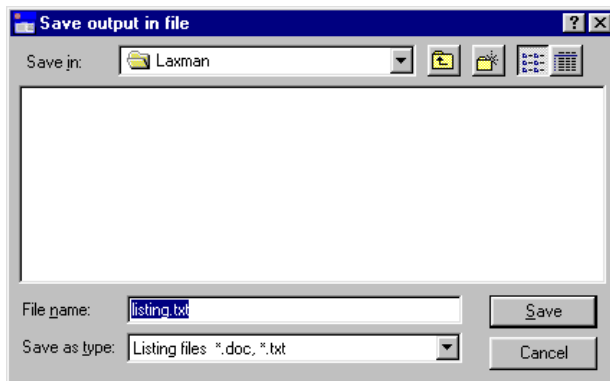 Save output in file
Save in: Laxman
File name: listing.txt
Save
Save as type: Listing files *.doc, *.txt
Cancel